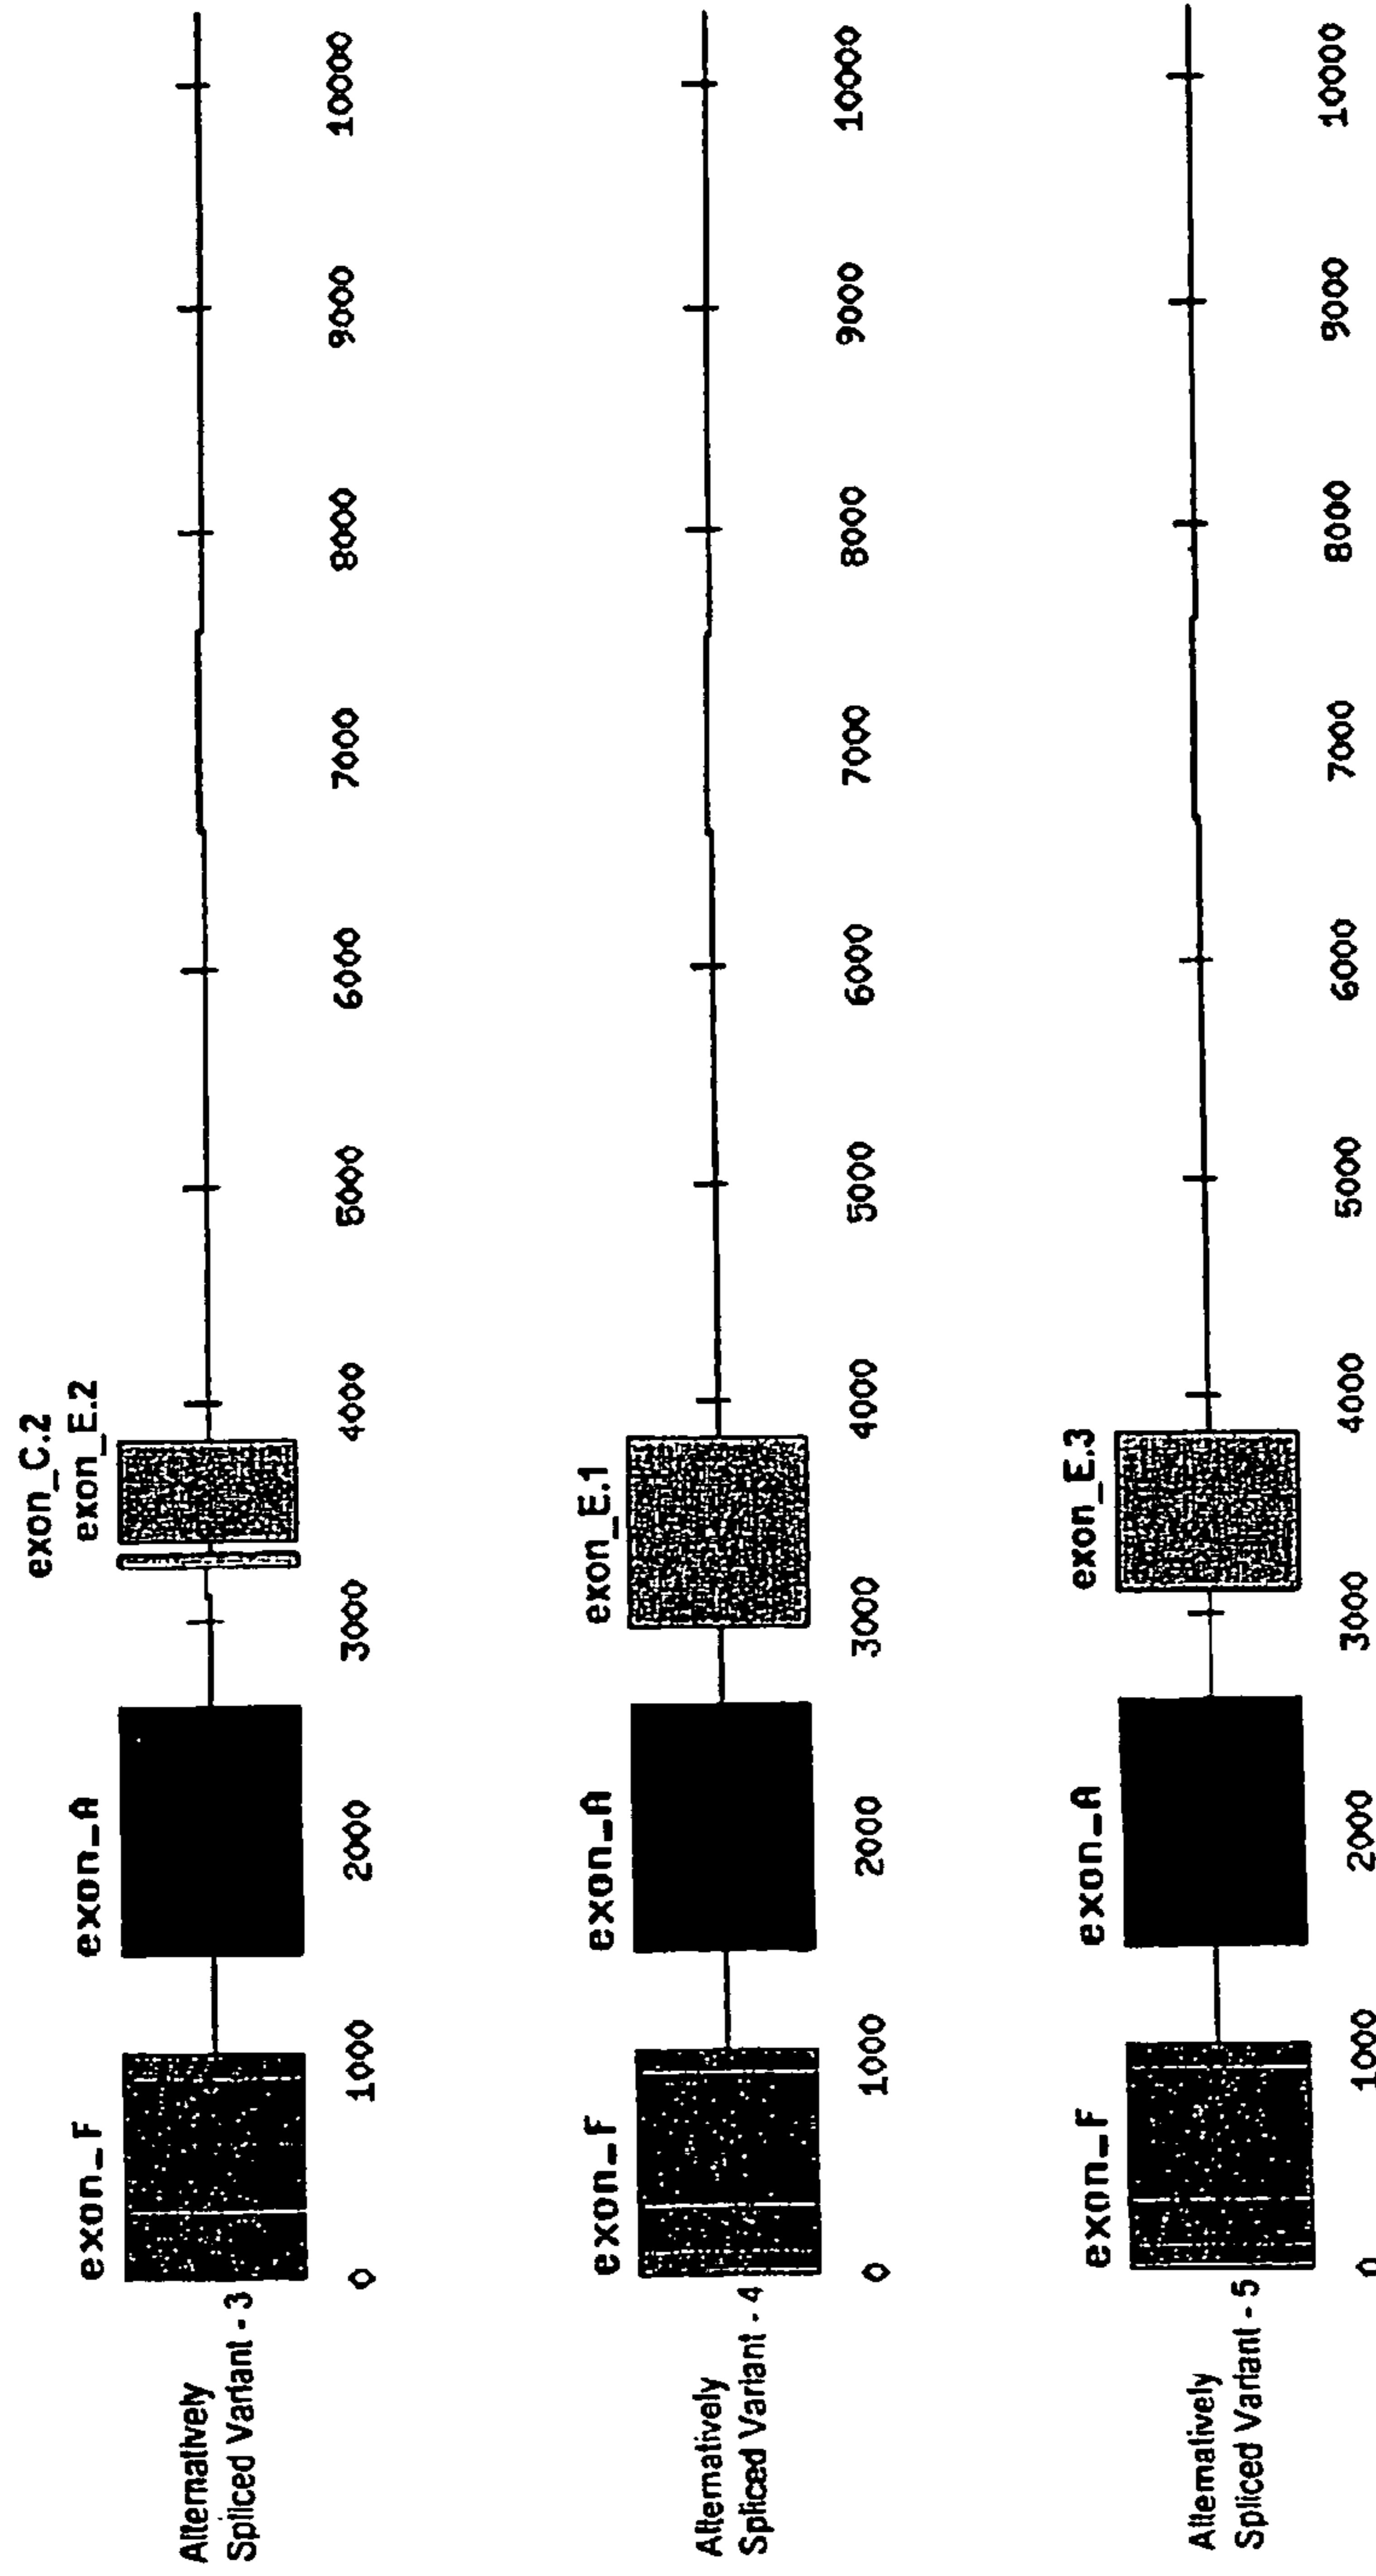 exon_C.2
exon_F exon_A exon_E.2
Alternatively
Spliced Variant - 3
0 1000 2000 3000 4000 5000 6000 7000 8000 9000 10000
exon_F exon_A exon_E.1
Alternatively
Spliced Variant - 4
0 1000 2000 3000 4000 5000 6000 7000 8000 9000 10000
exon_F exon_A exon_E.3
Alternatively
Spliced Variant - 5
0 1000 2000 3000 4000 5000 6000 7000 8000 9000 10000